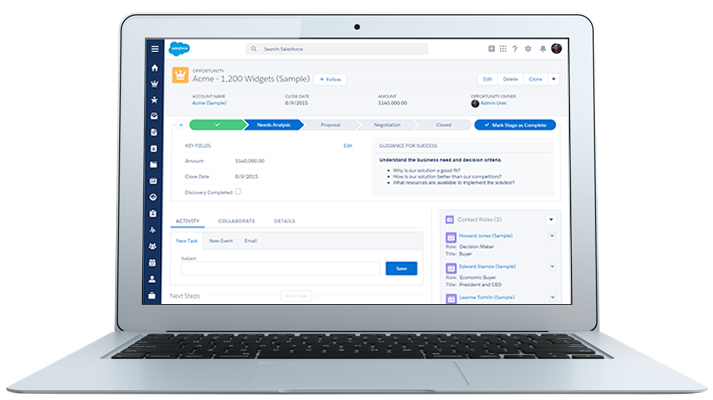 salesforce
Search Salesforce
OPPORTUNITY
Acme - 1,200 Widgets (Sample)
+ Follow
Edit
Delete
Clone
ACCOUNT NAME
CLOSE DATE
AMOUNT
OPPORTUNITY OWNER
Acme (Sample)
8/9/2015
$140,000.00
Admin User
Needs Analysis
Proposal
Negotiation
Closed
Mark Stage as Complete
KEY FIELDS
Edit
Amount
$140,000.00
Close Date
8/9/2015
Discovery Completed
GUIDANCE FOR SUCCESS
Understand the business need and decision criteria.
• Why is our solution a good fit?
• How is our solution better than our competitors?
• What resources are available to implement the solution?
ACTIVITY
COLLABORATE
DETAILS
New Task
New Event
Email
Subject
Save
Next Steps
Contact Roles (3)
Howard Jones (Sample)
Role: Decision Maker
Title: Buyer
Edward Stamos (Sample)
Role: Economic Buyer
Title: President and CEO
Leanne Tomlin (Sample)